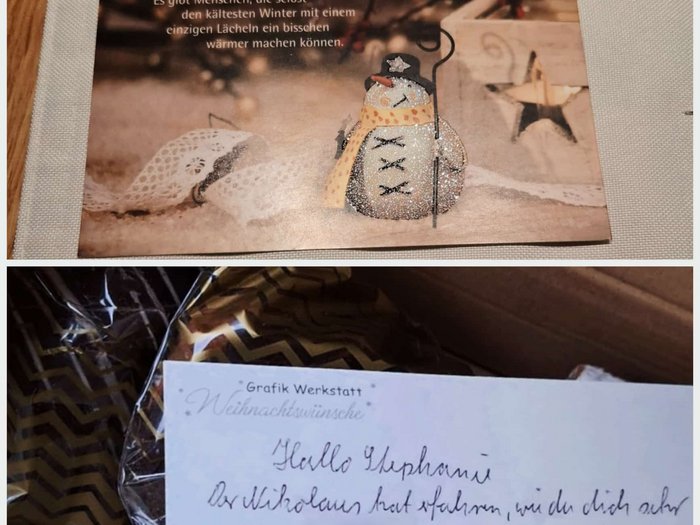 Es gibt Menschen, die selbst
den kältesten Winter mit einem
einzigen Lächeln ein bisschen
wärmer machen können.
Grafik Werkstatt
Weihnachtswünsche
Hallo Stephanie
Der Nikolaus hat erfahren, wie du dich sehr